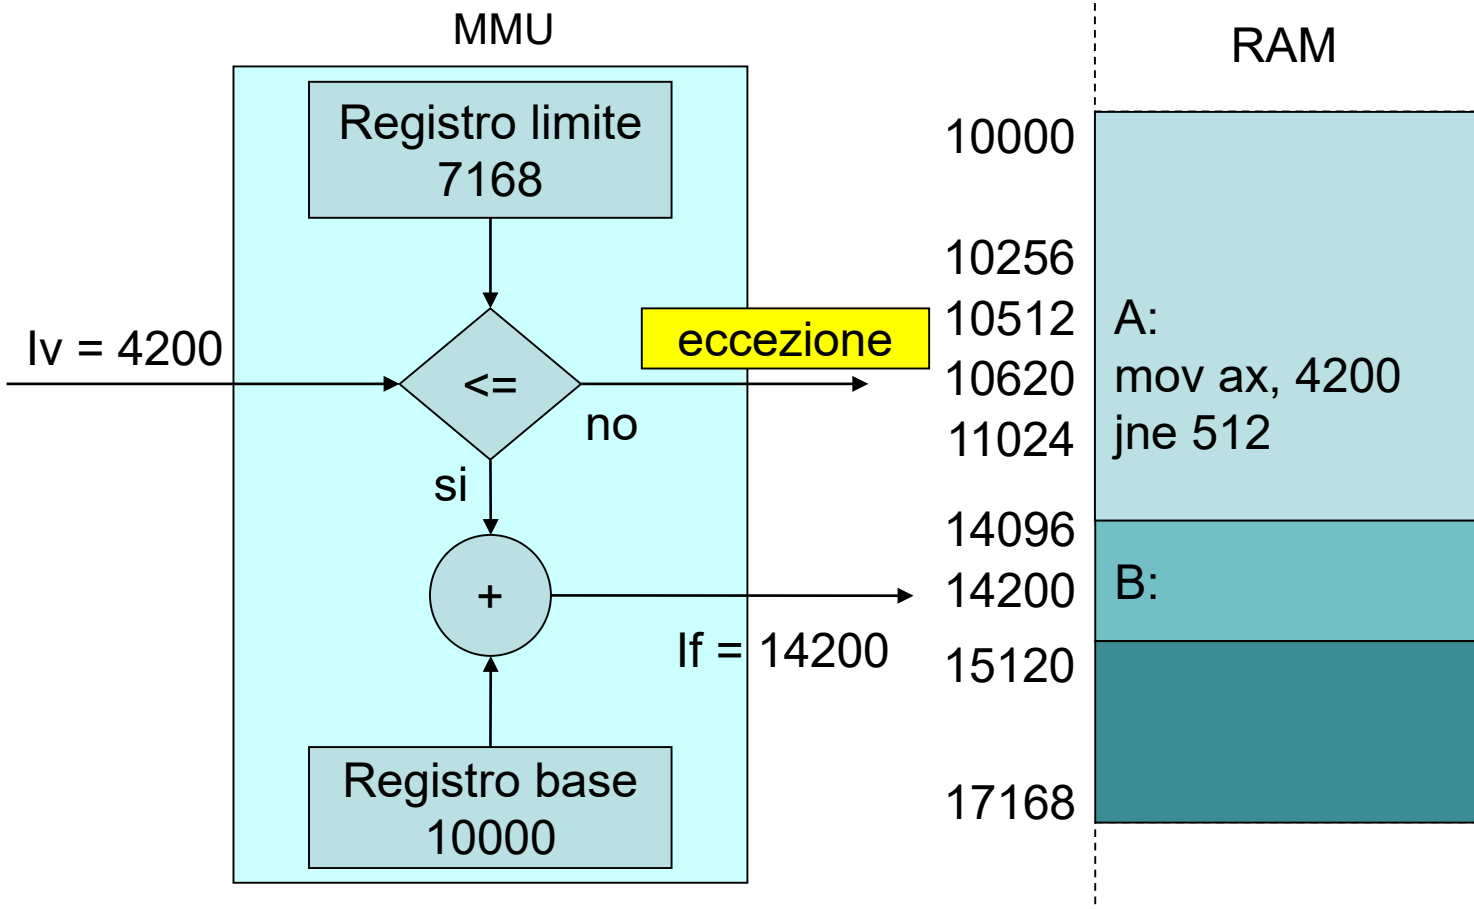 MMU
Registro limite
7168
Iv = 4200
<=
eccezione
no
si
+
If = 14200
Registro base
10000
RAM
10000
10256
10512
10620
11024
14096
14200
15120
17168
A:
mov ax, 4200
jne 512
B: